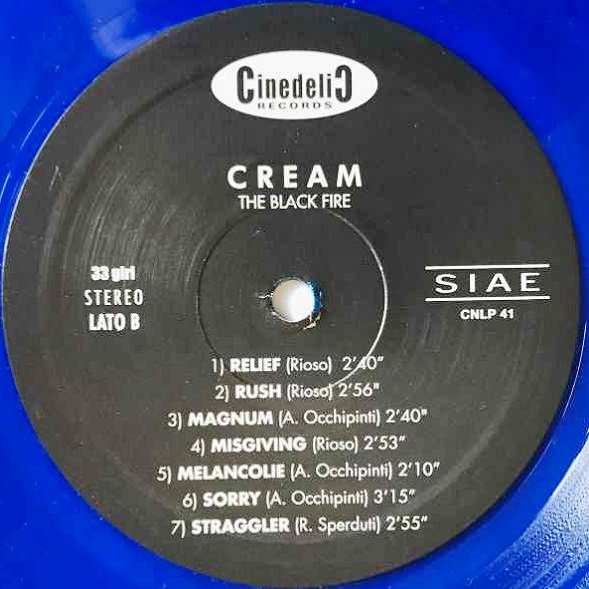 CinedeliC
RECORDS
CREAM
THE BLACK FIRE
33 giri
STEREO
LATO B
SIAE
CNLP 41
1) RELIEF (Rioso) 2'40"
2) RUSH (Rioso) 2'56"
3) MAGNUM (A. Occhipinti) 2'40"
4) MISGIVING (Rioso) 2'53"
5) MELANCOLIE (A. Occhipinti) 2'10"
6) SORRY (A. Occhipinti) 3'15"
7) STRAGGLER (R. Sperduti) 2'55"